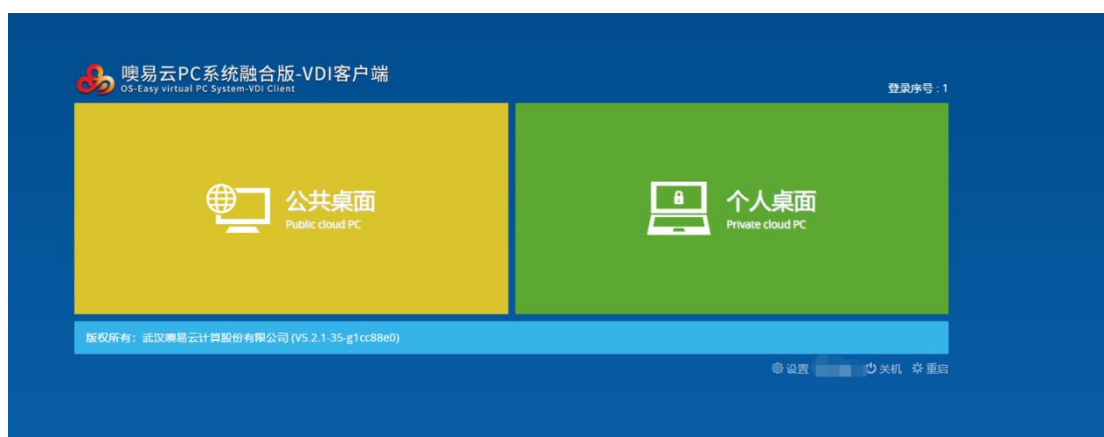 噢易云PC系统融合版-VDI客户端
OS-Easy virtual PC System-VDI Client
登录序号 : 1
公共桌面
Public cloud PC
个人桌面
Private cloud PC
版权所有：武汉噢易云计算股份有限公司 (V5.2.1-35-g1cc88e0)
设置 关机 重启